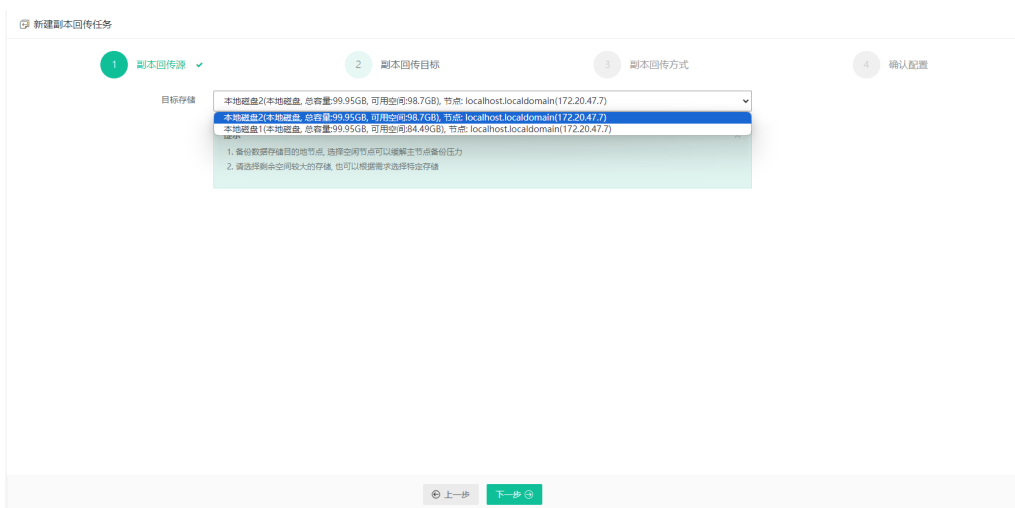 新建副本回传任务
1 副本回传源 2 副本回传目标 3 副本回传方式 4 确认配置
目标存储 本地磁盘2(本地磁盘, 总容量:99.95GB, 可用空间:98.7GB), 节点: localhost.localdomain(172.20.47.7)
本地磁盘2(本地磁盘, 总容量:99.95GB, 可用空间:98.7GB), 节点: localhost.localdomain(172.20.47.7)
本地磁盘1(本地磁盘, 总容量:99.95GB, 可用空间:84.49GB), 节点: localhost.localdomain(172.20.47.7)
提示
1. 备份数据存储目的地节点, 选择空闲节点可以缓解主节点备份压力
2. 请选择剩余空间较大的存储, 也可以根据需求选择特定存储
上一步 下一步